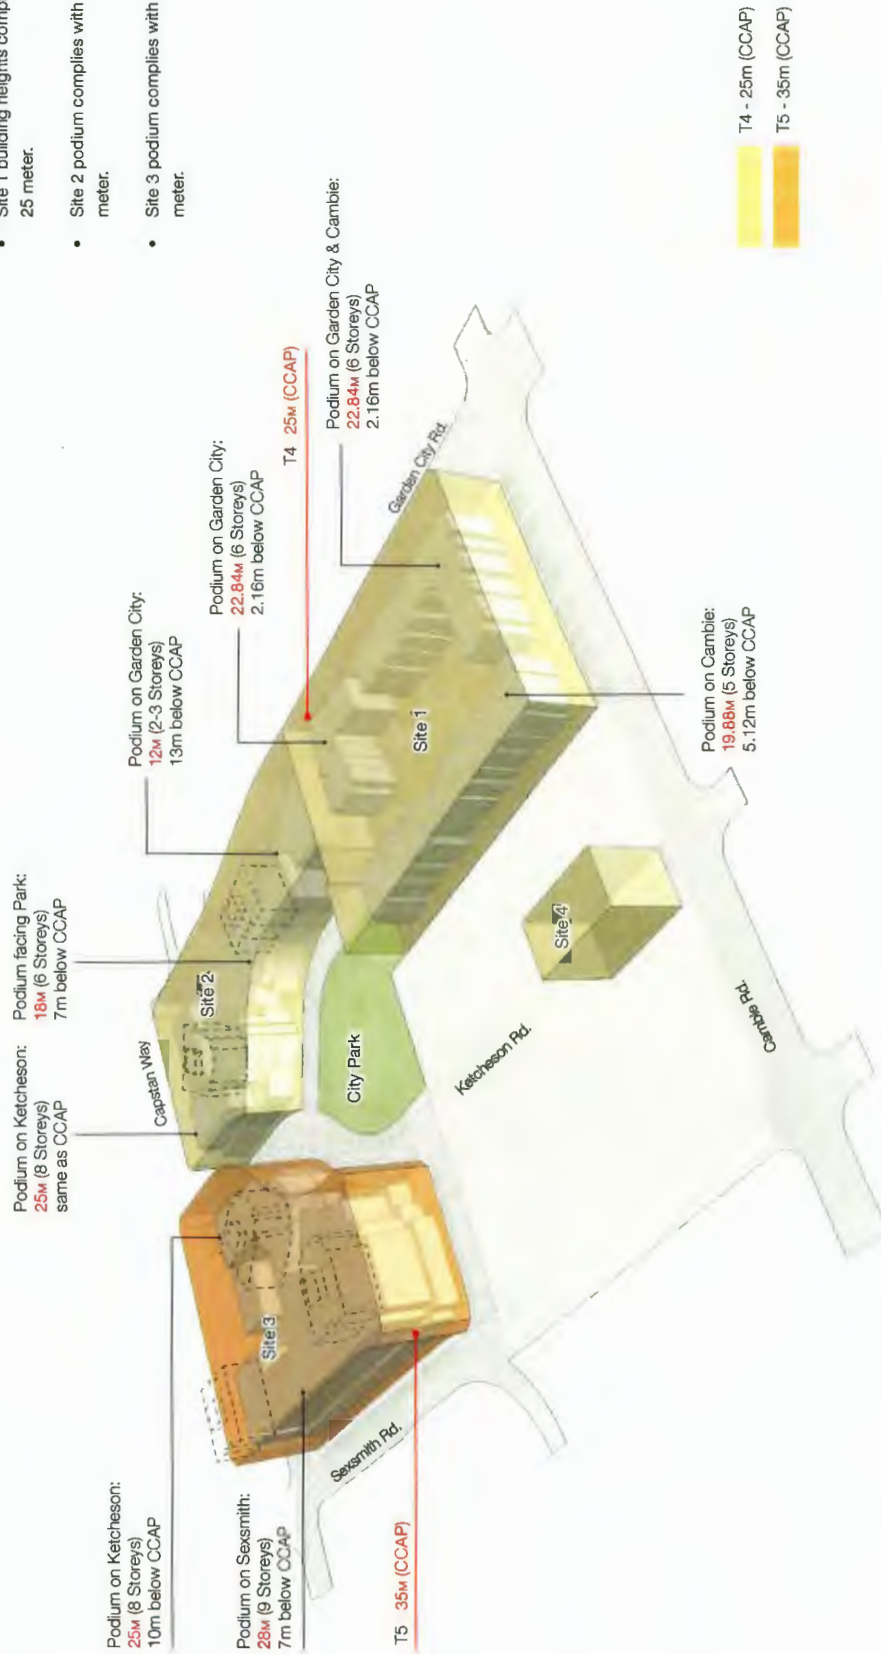 Site 1 building heights comp
25 meter.
Site 2 podium complies with
meter.
Site 3 podium complies with
meter.
Podium on Ketcheson:
25M (8 Storeys)
10m below CCAP
Podium on Sexsmith:
28M (9 Storeys)
7m below CCAP
T5 35M (CCAP)
Podium on Ketcheson:
25M (8 Storeys)
same as CCAP
Podium facing Park:
18M (6 Storeys)
7m below CCAP
Podium on Garden City:
12M (2-3 Storeys)
13m below CCAP
Podium on Garden City:
22.84M (6 Storeys)
2.16m below CCAP
T4 25M (CCAP)
Podium on Garden City & Cambie:
22.84M (6 Storeys)
2.16m below CCAP
Podium on Cambie:
19.88M (5 Storeys)
5.12m below CCAP
Capstan Way
Site 3
Site 2
Site 1
Site 4
City Park
Sexsmith Rd.
Ketcheson Rd.
Garden City Rd.
Cambie Rd.
T4 - 25m (CCAP)
T5 - 35m (CCAP)